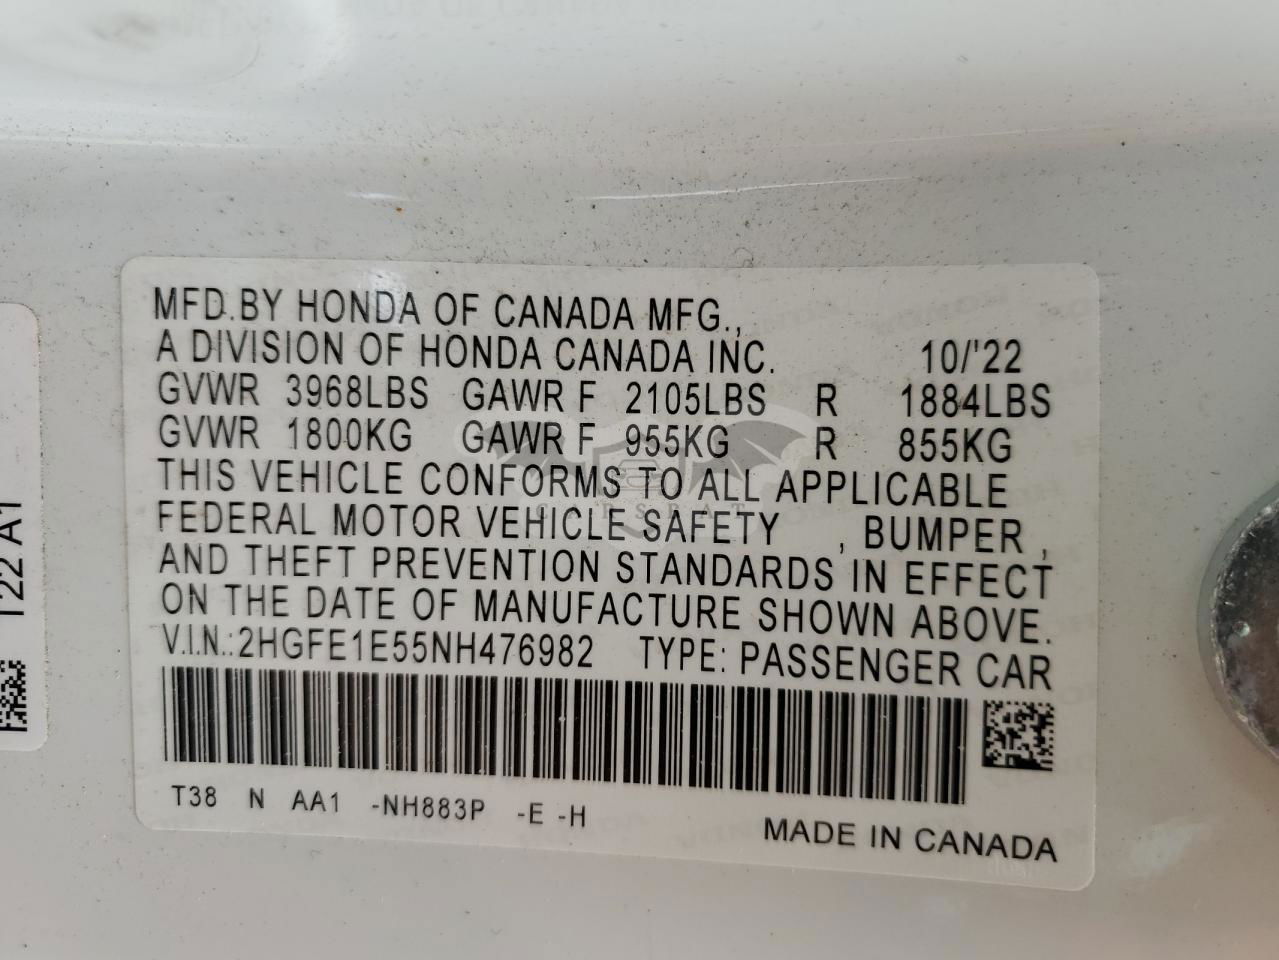 MFD.BY HONDA OF CANADA MFG.,
A DIVISION OF HONDA CANADA INC. 10/'22
GVWR 3968LBS GAWR F 2105LBS R 1884LBS
GVWR 1800KG GAWR F 955KG R 855KG
THIS VEHICLE CONFORMS TO ALL APPLICABLE
FEDERAL MOTOR VEHICLE SAFETY , BUMPER ,
AND THEFT PREVENTION STANDARDS IN EFFECT
ON THE DATE OF MANUFACTURE SHOWN ABOVE.
V.I.N.:2HGFE1E55NH476982 TYPE: PASSENGER CAR
T38 N AA1 -NH883P -E -H
MADE IN CANADA
T22 A1